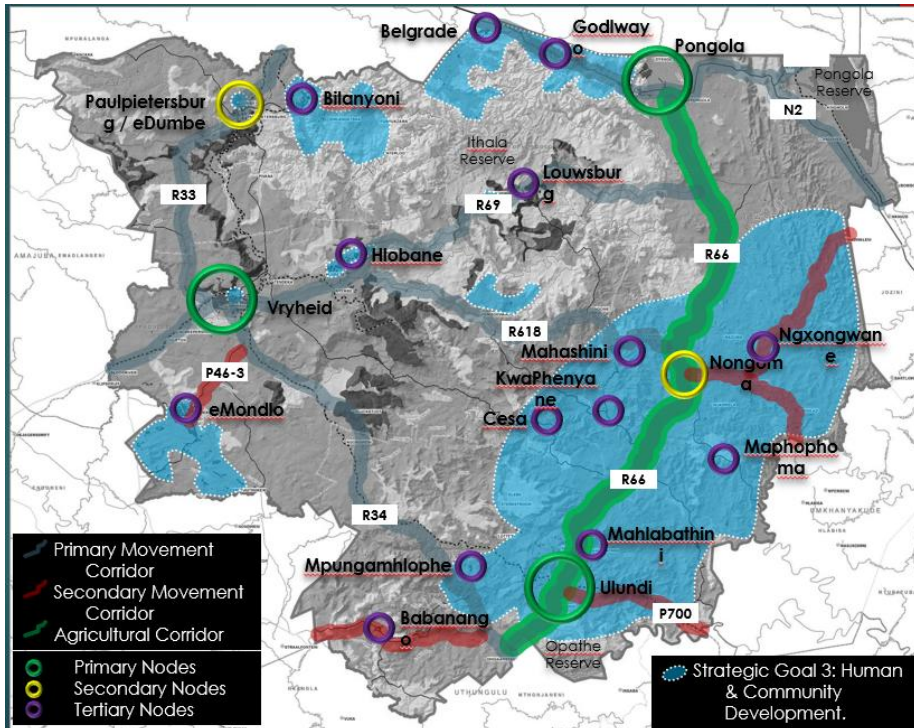 Belgrade
Godlway
o
Pongola
Pongola
Reserve
Paulpietersbur
g / eDumbe
Bilanyoni
N2
Ithala
Reserve
Louwsbur
g
R33
R69
Hlobane
R66
Vryheid
R618
Mahashini
Ngxongwan
e
Nongom
a
P46-3
KwaPhenya
ne
eMondlo
Cesa
Maphopho
ma
R66
R34
Mahlabathin
i
Mpungamhlophe
Ulundi
Babanang
o
P700
Opathe
Reserve
UTHUNGULU
Primary Movement
Corridor
Secondary Movement
Corridor
Agricultural Corridor
Primary Nodes
Secondary Nodes
Tertiary Nodes
Strategic Goal 3: Human
& Community
Development.